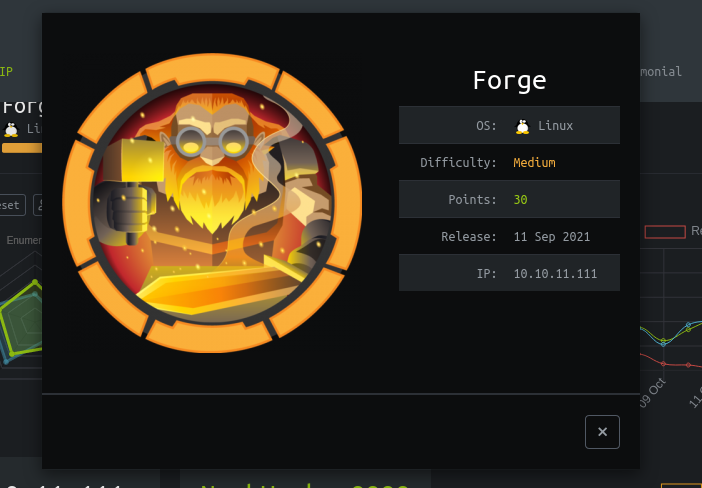 IP
monial
Forge
OS: Linux
Difficulty: Medium
Points: 30
Release: 11 Sep 2021
IP: 10.10.11.111
09 Oct
×